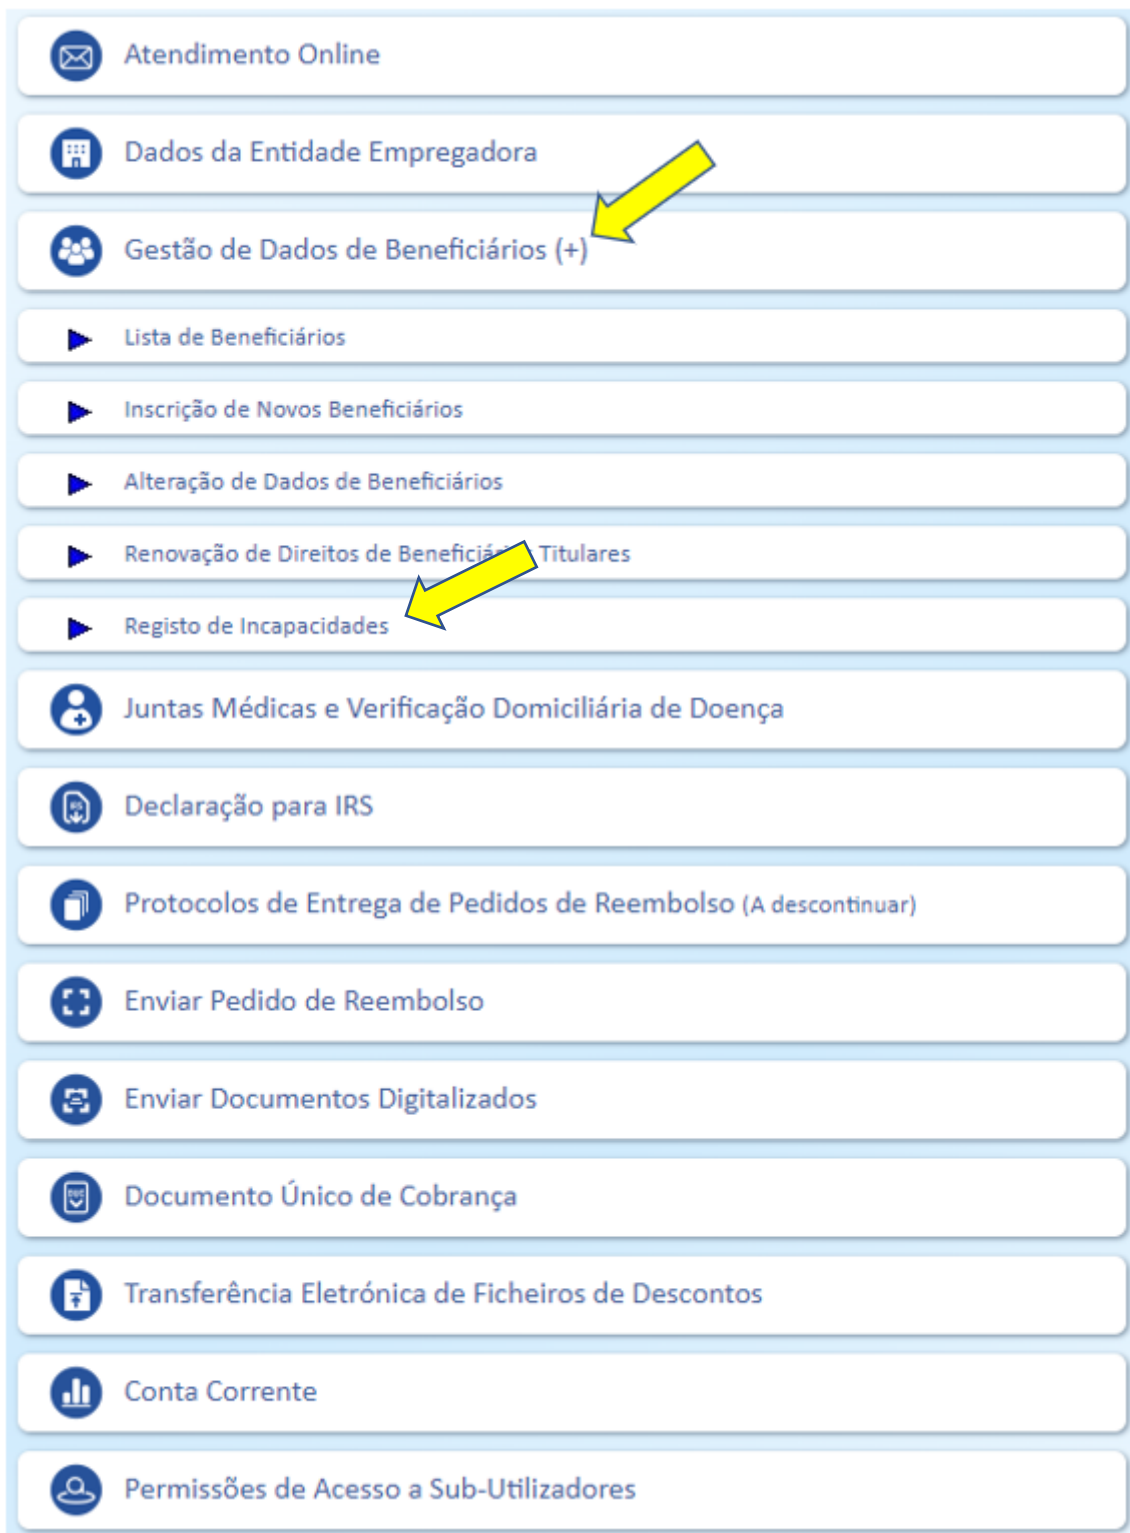 Atendimento Online
Dados da Entidade Empregadora
Gestão de Dados de Beneficiários (+)
Lista de Beneficiários
Inscrição de Novos Beneficiários
Alteração de Dados de Beneficiários
Renovação de Direitos de Beneficiários Titulares
Registo de Incapacidades
Juntas Médicas e Verificação Domiciliária de Doença
IRS
Declaração para IRS
Protocolos de Entrega de Pedidos de Reembolso (A descontinuar)
Enviar Pedido de Reembolso
Enviar Documentos Digitalizados
DUC
Documento Único de Cobrança
Transferência Eletrónica de Ficheiros de Descontos
Conta Corrente
Permissões de Acesso a Sub-Utilizadores